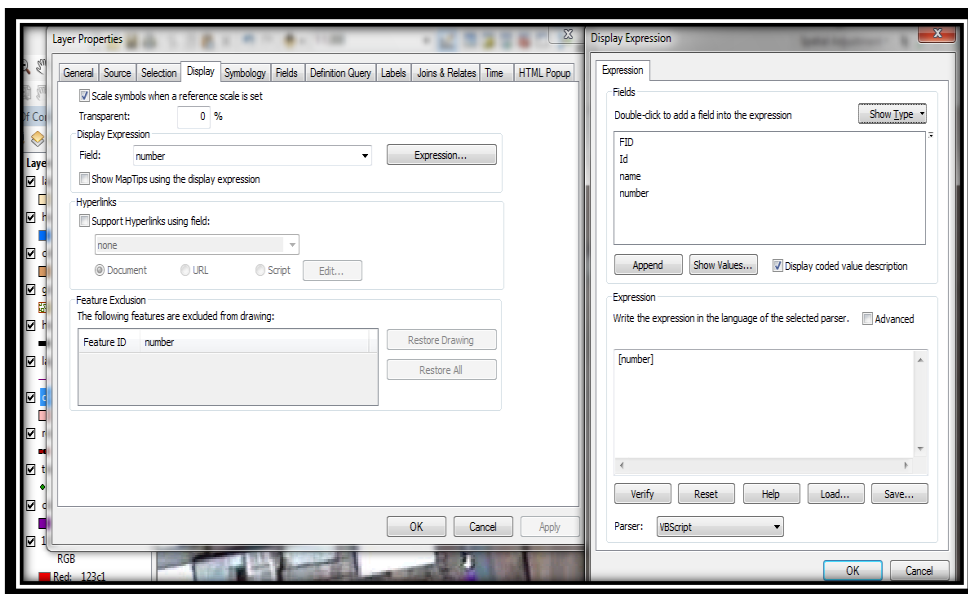 Layer Properties
General Source Selection Display Symbology Fields Definition Query Labels Joins & Relates Time HTML Popup
Scale symbols when a reference scale is set
Transparent: 0 %
Display Expression
Field: number Expression...
Show MapTips using the display expression
Hyperlinks
Support Hyperlinks using field:
none
Document URL Script Edit...
Feature Exclusion
The following features are excluded from drawing:
Feature ID number
Restore Drawing
Restore All
OK Cancel Apply
Display Expression
Expression
Fields
Double-click to add a field into the expression Show Type
FID
Id
name
number
Append Show Values... Display coded value description
Expression
Write the expression in the language of the selected parser. Advanced
[number]
Verify Reset Help Load... Save...
Parser: VBScript
OK Cancel
RGB
Red: 123c1